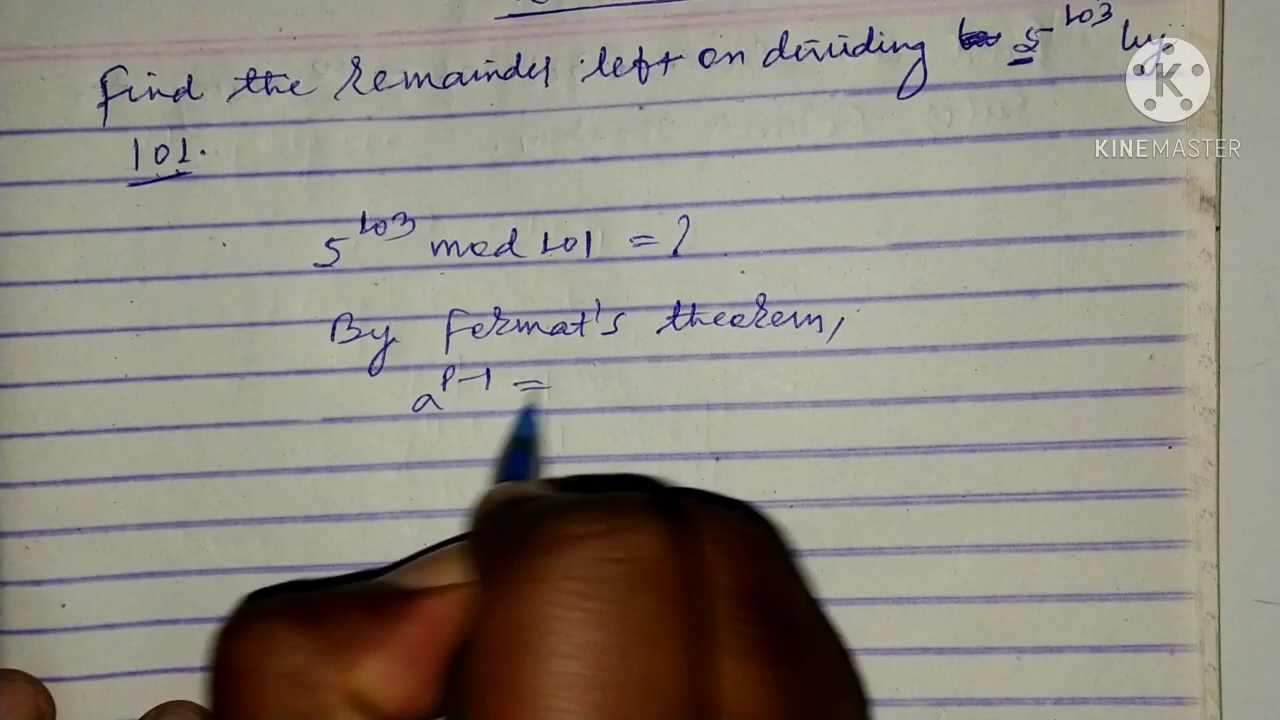 Find the remainder left on dividing 5^103 by
101.
5^103 mod 101 = ?
By Fermat's theorem,
a^p-1 =
K
KINEMASTER